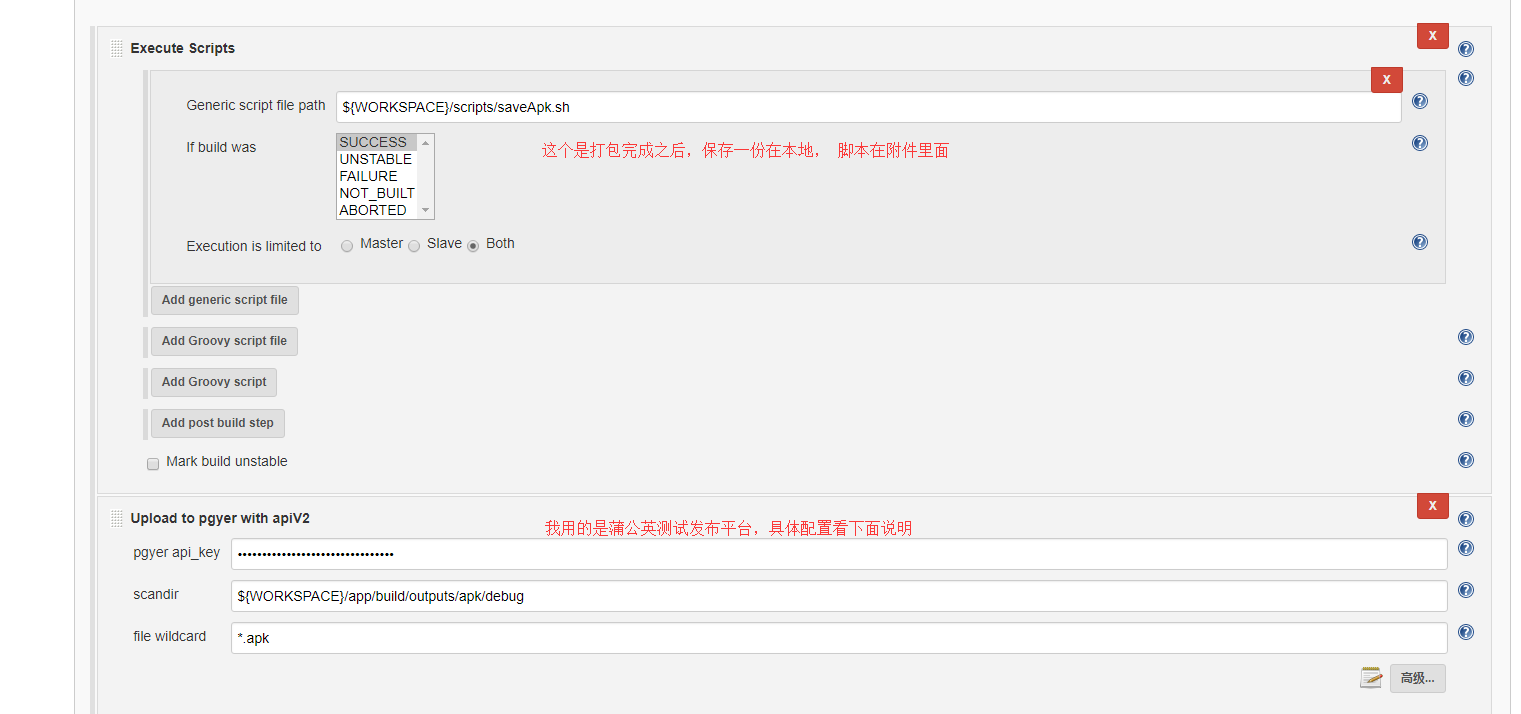 Execute Scripts
X
X
Generic script file path
${WORKSPACE}/scripts/saveApk.sh
If build was
SUCCESS
UNSTABLE
FAILURE
NOT_BUILT
ABORTED
这个是打包完成之后，保存一份在本地， 脚本在附件里面
Execution is limited to
Master Slave Both
Add generic script file
Add Groovy script file
Add Groovy script
Add post build step
Mark build unstable
X
Upload to pgyer with apiV2
我用的是蒲公英测试发布平台，具体配置看下面说明
pgyer api_key
••••••••••••••••••••••••••••••••
scandir
${WORKSPACE}/app/build/outputs/apk/debug
file wildcard
*.apk
高级...